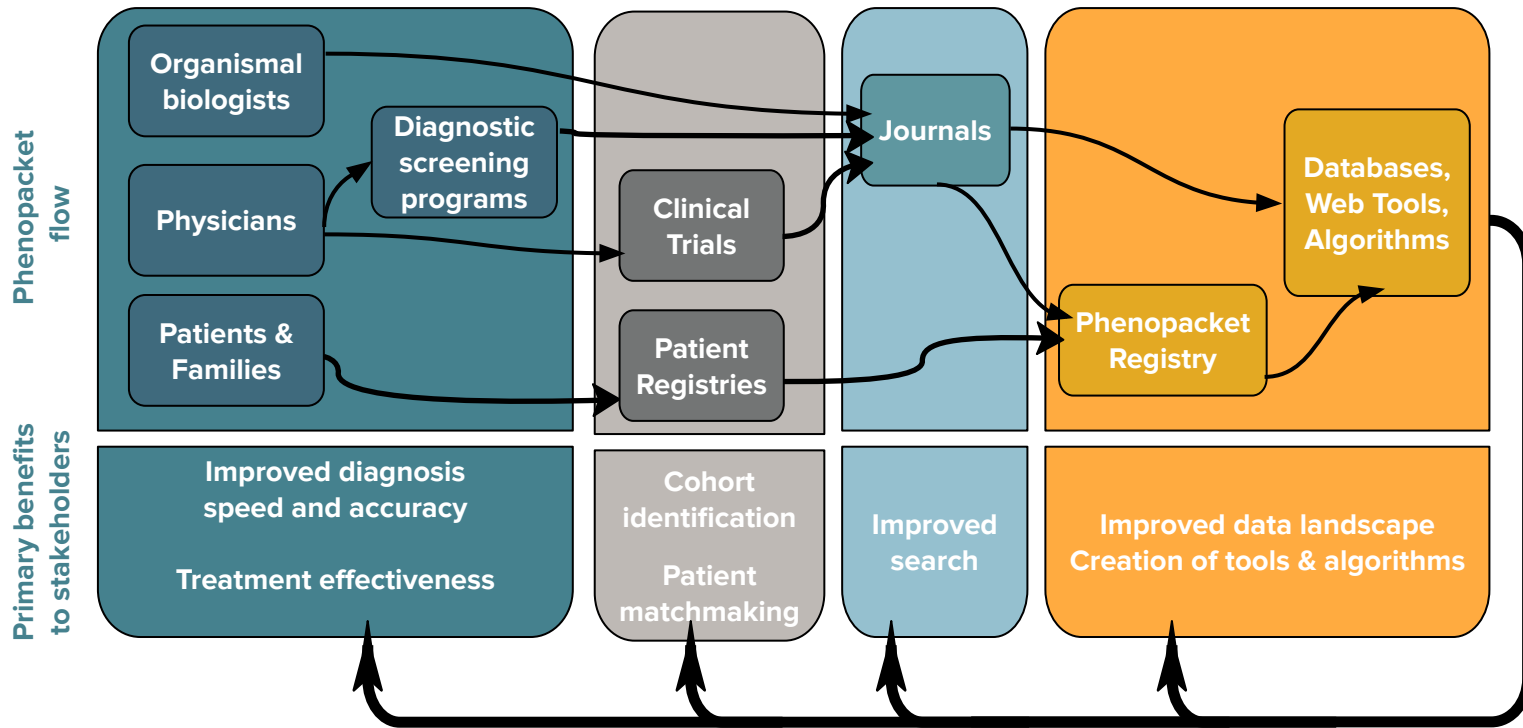 Phenopacket
flow
Organismal
biologists
Diagnostic
screening
programs
Physicians
Patients &
Families
Clinical
Trials
Patient
Registries
Journals
Databases,
Web Tools,
Algorithms
Phenopacket
Registry
Primary benefits
to stakeholders
Improved diagnosis
speed and accuracy
Treatment effectiveness
Cohort
identification
Patient
matchmaking
Improved
search
Improved data landscape
Creation of tools & algorithms